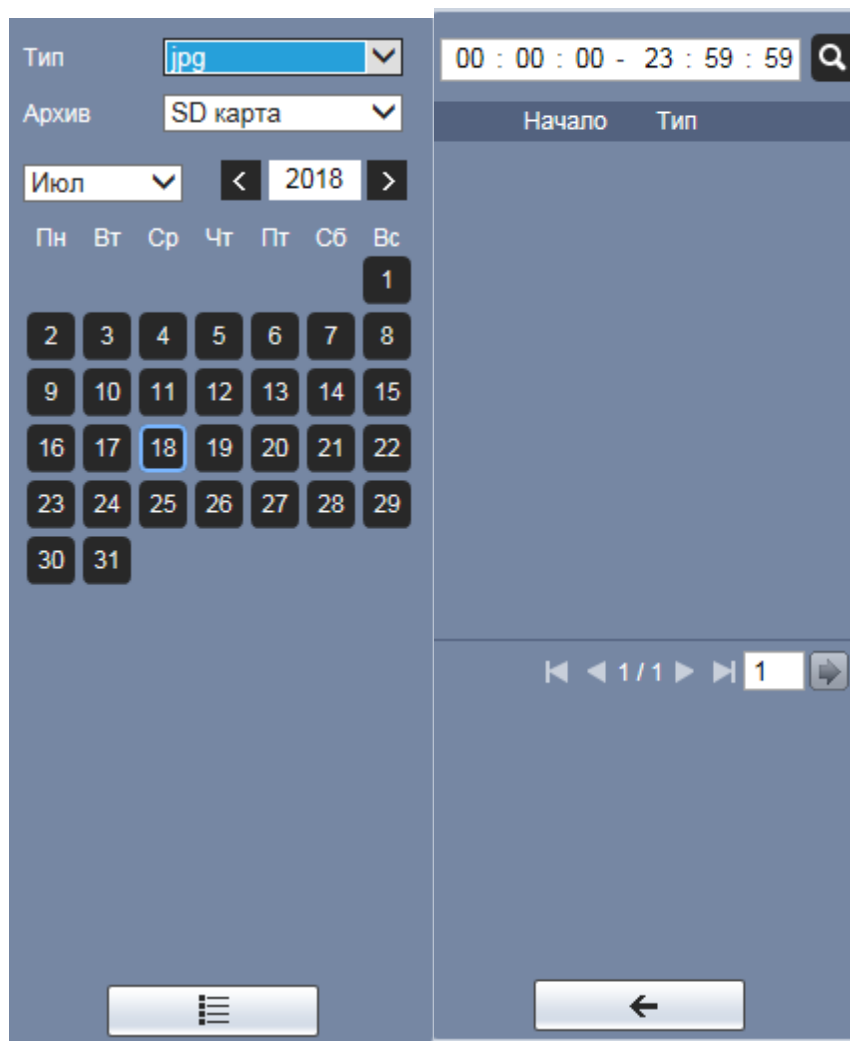 Тип jpg
Архив SD карта
Июл 2018
Пн Вт Ср Чт Пт Сб Вс
1
2 3 4 5 6 7 8
9 10 11 12 13 14 15
16 17 18 19 20 21 22
23 24 25 26 27 28 29
30 31
00 : 00 : 00 - 23 : 59 : 59
Начало Тип
1 / 1 1